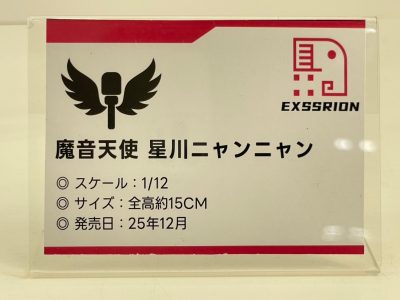 EXSSRION
魔音天使 星川ニャンニャン
◎ スケール：1/12
◎ サイズ：全高約15CM
◎ 発売日：25年12月